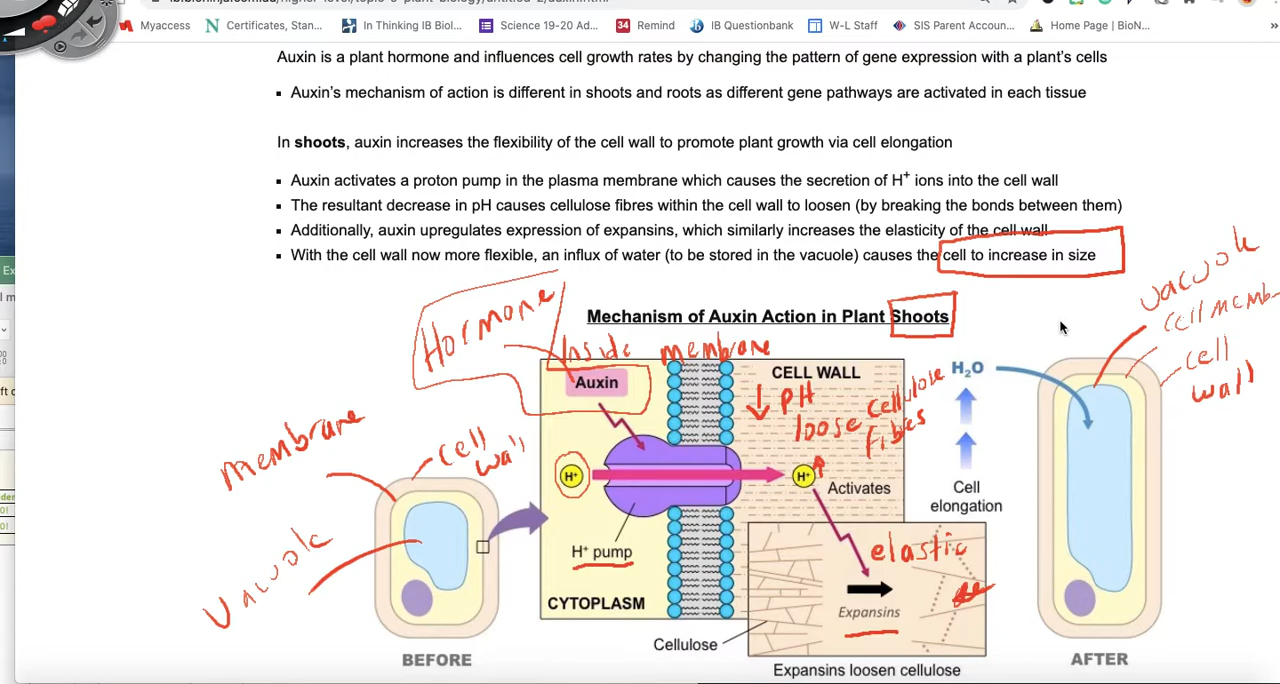 Myaccess
Certificates, Stan...
In Thinking IB Biol...
Science 19-20 Ad...
34 Remind
IB Questionbank
W-L Staff
SIS Parent Accoun...
Home Page | BioN...
»
Auxin is a plant hormone and influences cell growth rates by changing the pattern of gene expression with a plant's cells
▪ Auxin's mechanism of action is different in shoots and roots as different gene pathways are activated in each tissue
In shoots, auxin increases the flexibility of the cell wall to promote plant growth via cell elongation
▪ Auxin activates a proton pump in the plasma membrane which causes the secretion of H⁺ ions into the cell wall
▪ The resultant decrease in pH causes cellulose fibres within the cell wall to loosen (by breaking the bonds between them)
▪ Additionally, auxin upregulates expression of expansins, which similarly increases the elasticity of the cell wall
▪ With the cell wall now more flexible, an influx of water (to be stored in the vacuole) causes the cell to increase in size
Mechanism of Auxin Action in Plant Shoots
Hormone
Inside membrane
Auxin
CELL WALL
↓ pH
loose cellulose
fibes
H₂O
vacuole
cell memb
cell
wall
membrane
cell
wall
vacuole
H⁺
H⁺
Activates
Cell
elongation
H⁺ pump
elastic
Expansins
CYTOPLASM
Cellulose
Expansins loosen cellulose
BEFORE
AFTER